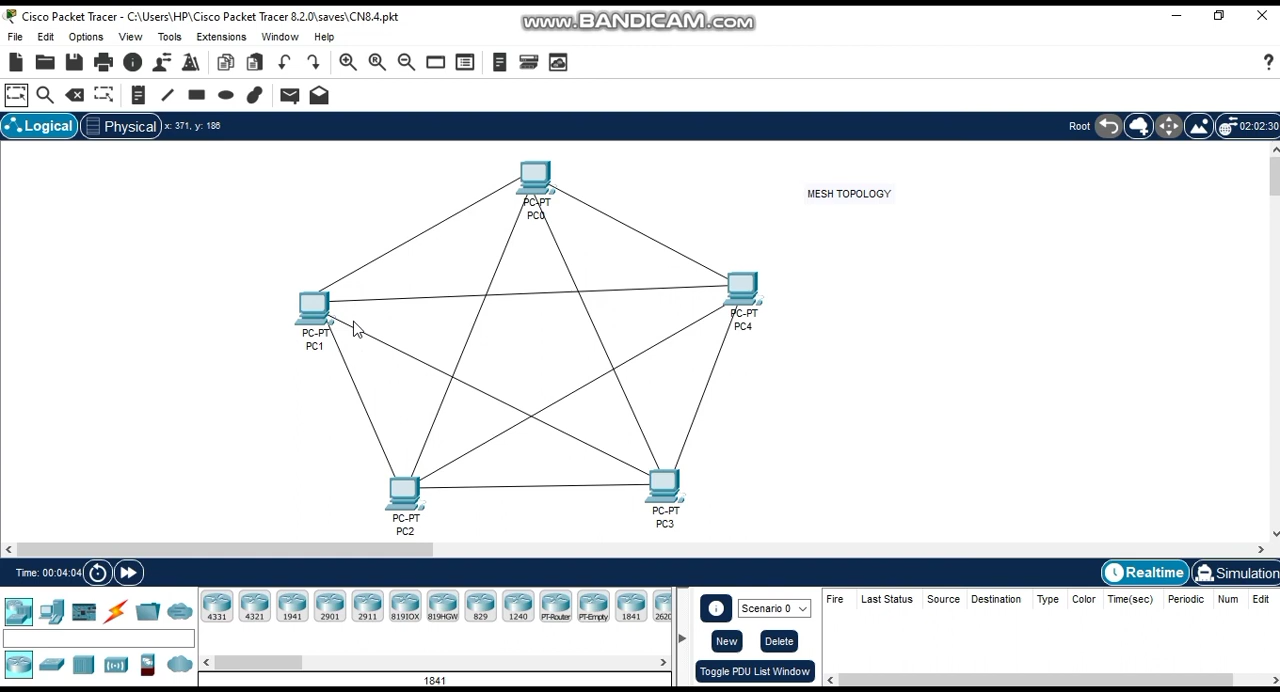 Cisco Packet Tracer - C:\Users\HP\Cisco Packet Tracer 8.2.0\saves\CN8.4.pkt
www.BANDICAM.com
File Edit Options View Tools Extensions Window Help
?
Logical Physical x: 371, y: 186 Root 02:02:30
PC-PT
PC0
MESH TOPOLOGY
PC-PT
PC4
PC-PT
PC1
PC-PT
PC2
PC-PT
PC3
Time: 00:04:04 Realtime Simulation
4331 4321 1941 2901 2911 819IOX 819HGW 829 1240 PT-Router PT-Empty 1841 2620
Scenario 0
New Delete
Toggle PDU List Window
Fire Last Status Source Destination Type Color Time(sec) Periodic Num Edit
1841